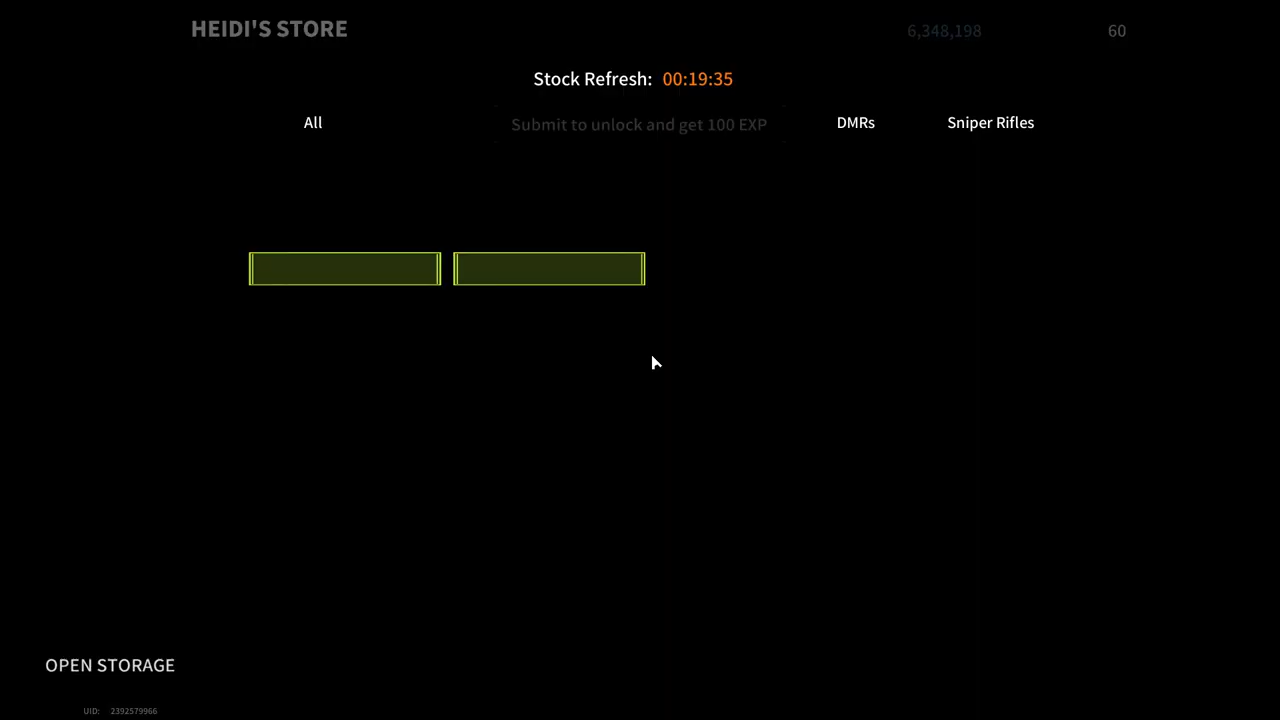 HEIDI'S STORE
6,348,198
60
Stock Refresh: 00:19:35
All
Submit to unlock and get 100 EXP
DMRs
Sniper Rifles
OPEN STORAGE
UID: 2392579966